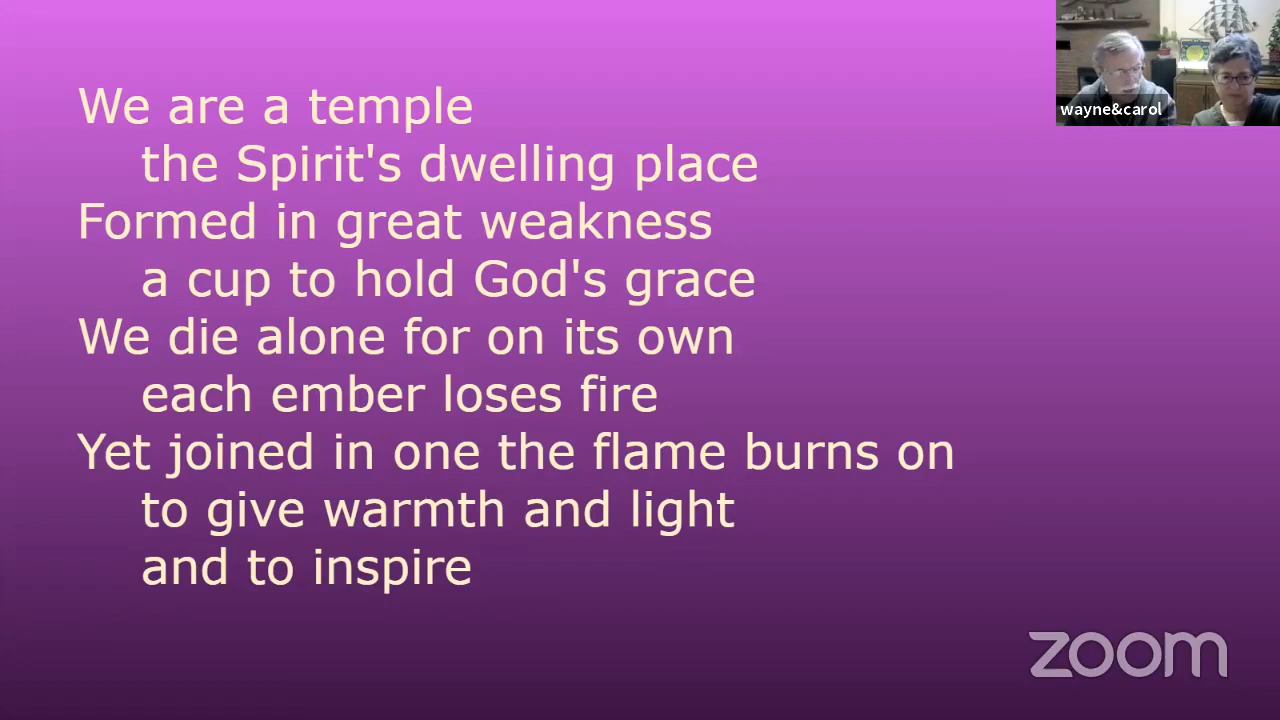 We are a temple
the Spirit's dwelling place
Formed in great weakness
a cup to hold God's grace
We die alone for on its own
each ember loses fire
Yet joined in one the flame burns on
to give warmth and light
and to inspire
wayne&carol
zoom